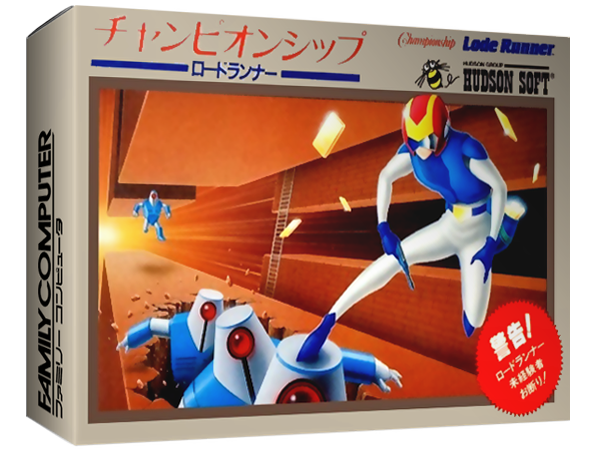 チャンピオンシップ
ロードランナー
Championship Lode Runner
HUDSON GROUP
HUDSON SOFT®
FAMILY COMPUTER
ファミリー コンピュータ
警告!
ロードランナー
未経験者
お断り!